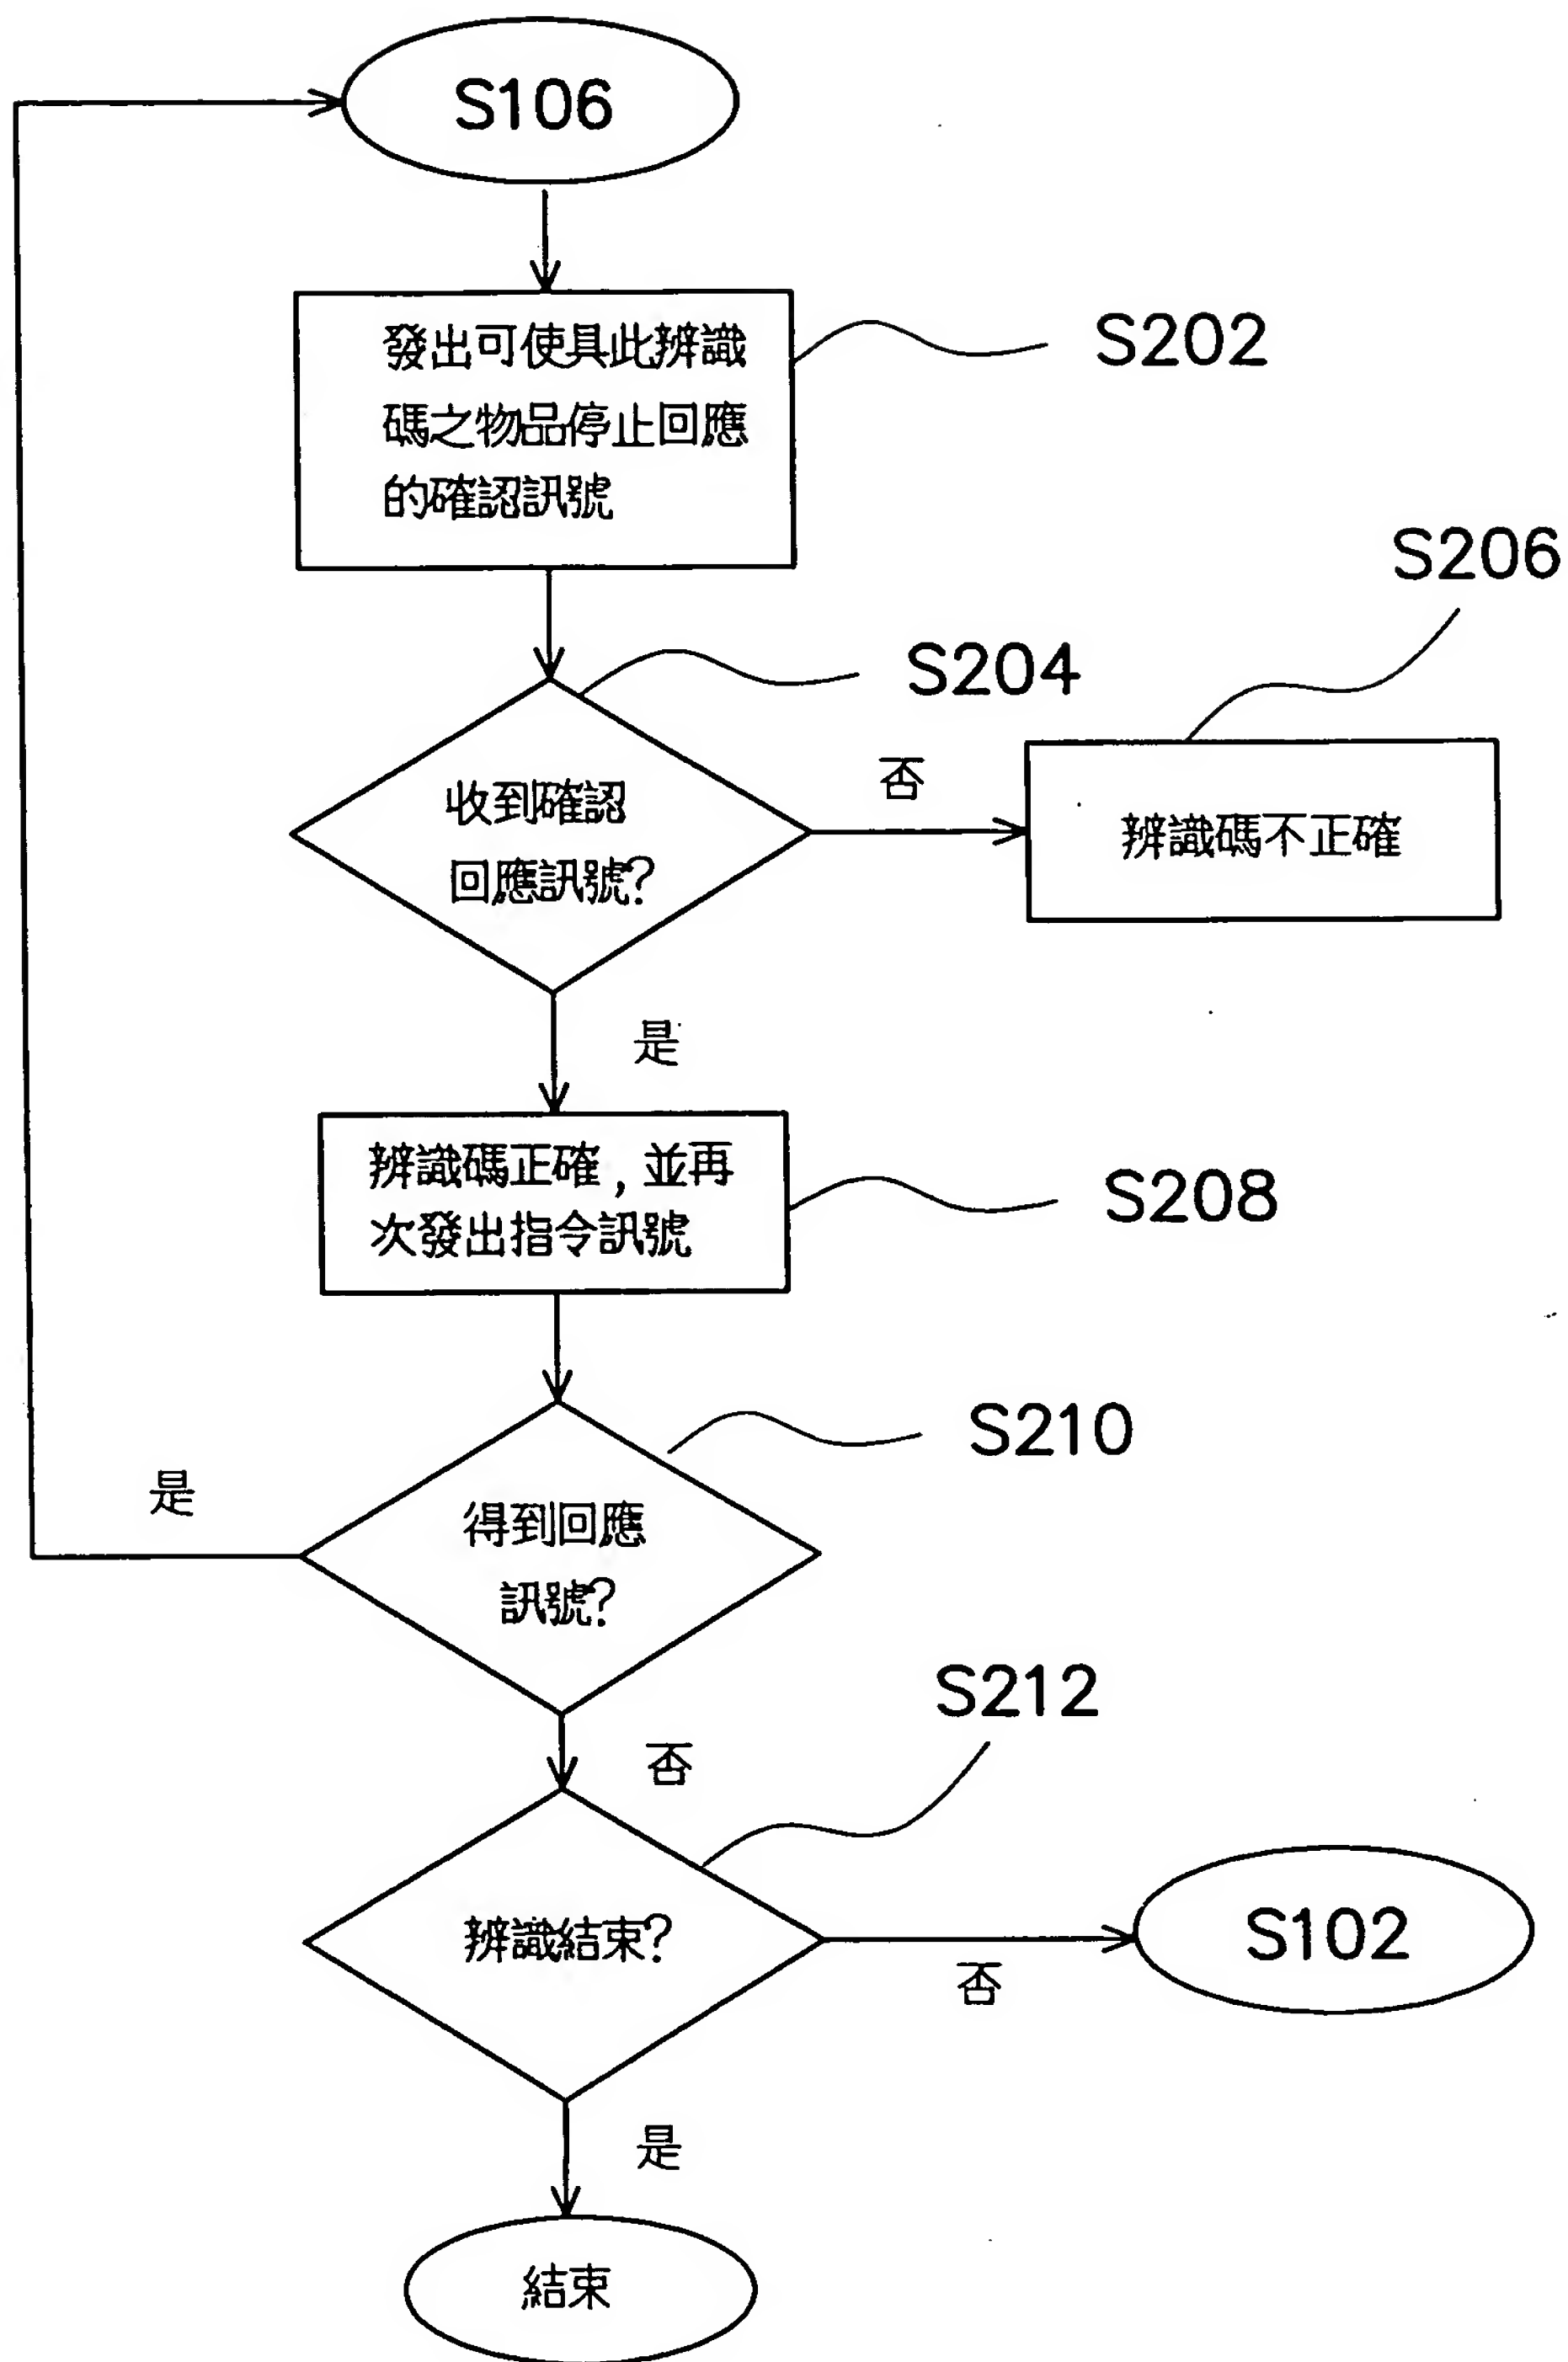 S106
發出可使具此辨識
碼之物品停止回應
的確認訊號
S202
S206
S204
收到確認
回應訊號?
否
辨識碼不正確
是
辨識碼正確,並再
次發出指令訊號
S208
S210
是
得到回應
訊號?
S212
否
辨識結束?
S102
否
是
結束